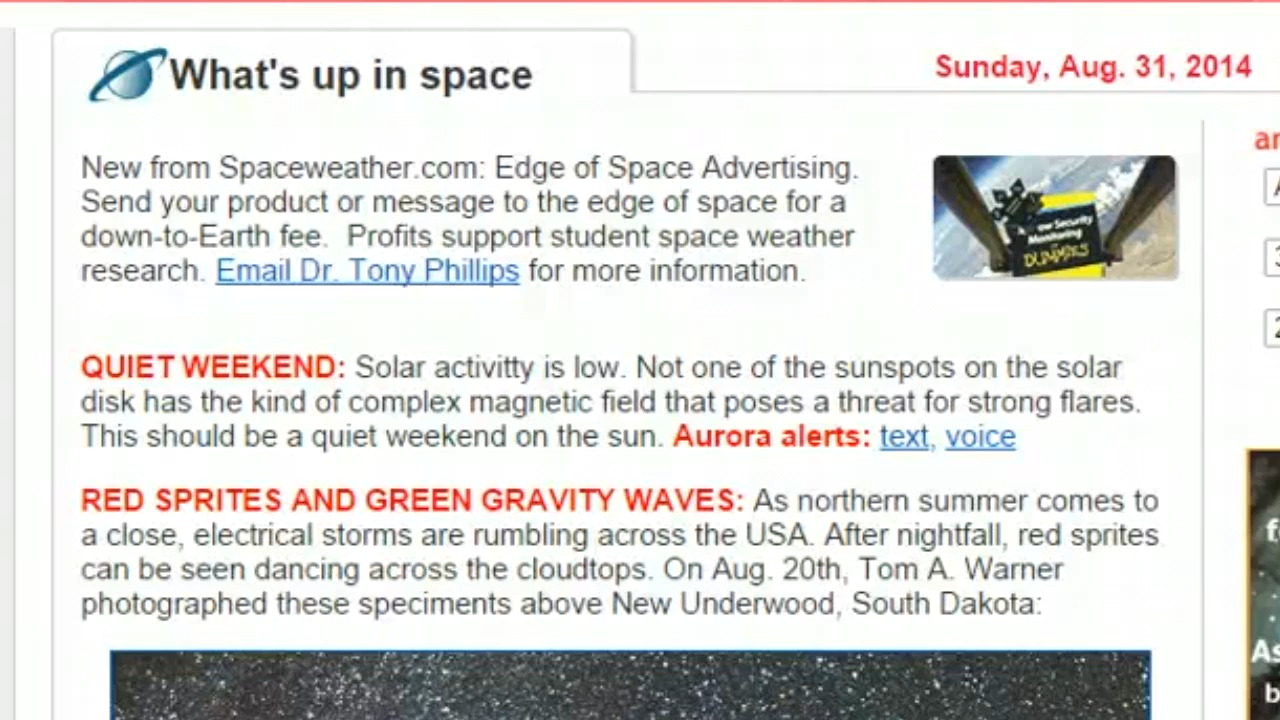 What's up in space
Sunday, Aug. 31, 2014
New from Spaceweather.com: Edge of Space Advertising.
Send your product or message to the edge of space for a
down-to-Earth fee. Profits support student space weather
research. Email Dr. Tony Phillips for more information.
Security
Monitoring
DUMMIES
QUIET WEEKEND: Solar activitty is low. Not one of the sunspots on the solar
disk has the kind of complex magnetic field that poses a threat for strong flares.
This should be a quiet weekend on the sun. Aurora alerts: text, voice
RED SPRITES AND GREEN GRAVITY WAVES: As northern summer comes to
a close, electrical storms are rumbling across the USA. After nightfall, red sprites
can be seen dancing across the cloudtops. On Aug. 20th, Tom A. Warner
photographed these speciments above New Underwood, South Dakota: